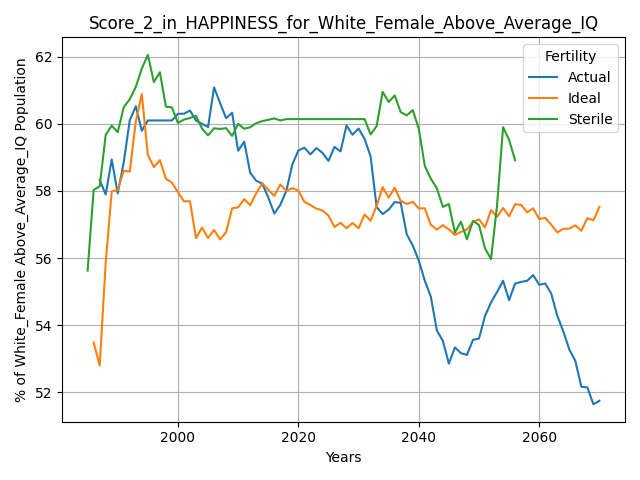 Score_2_in_HAPPINESS_for_White_Female_Above_Average_IQ
% of White_Female Above_Average_IQ Population
62
60
58
56
54
52
2000
2020
2040
2060
Years
Fertility
Actual
Ideal
Sterile